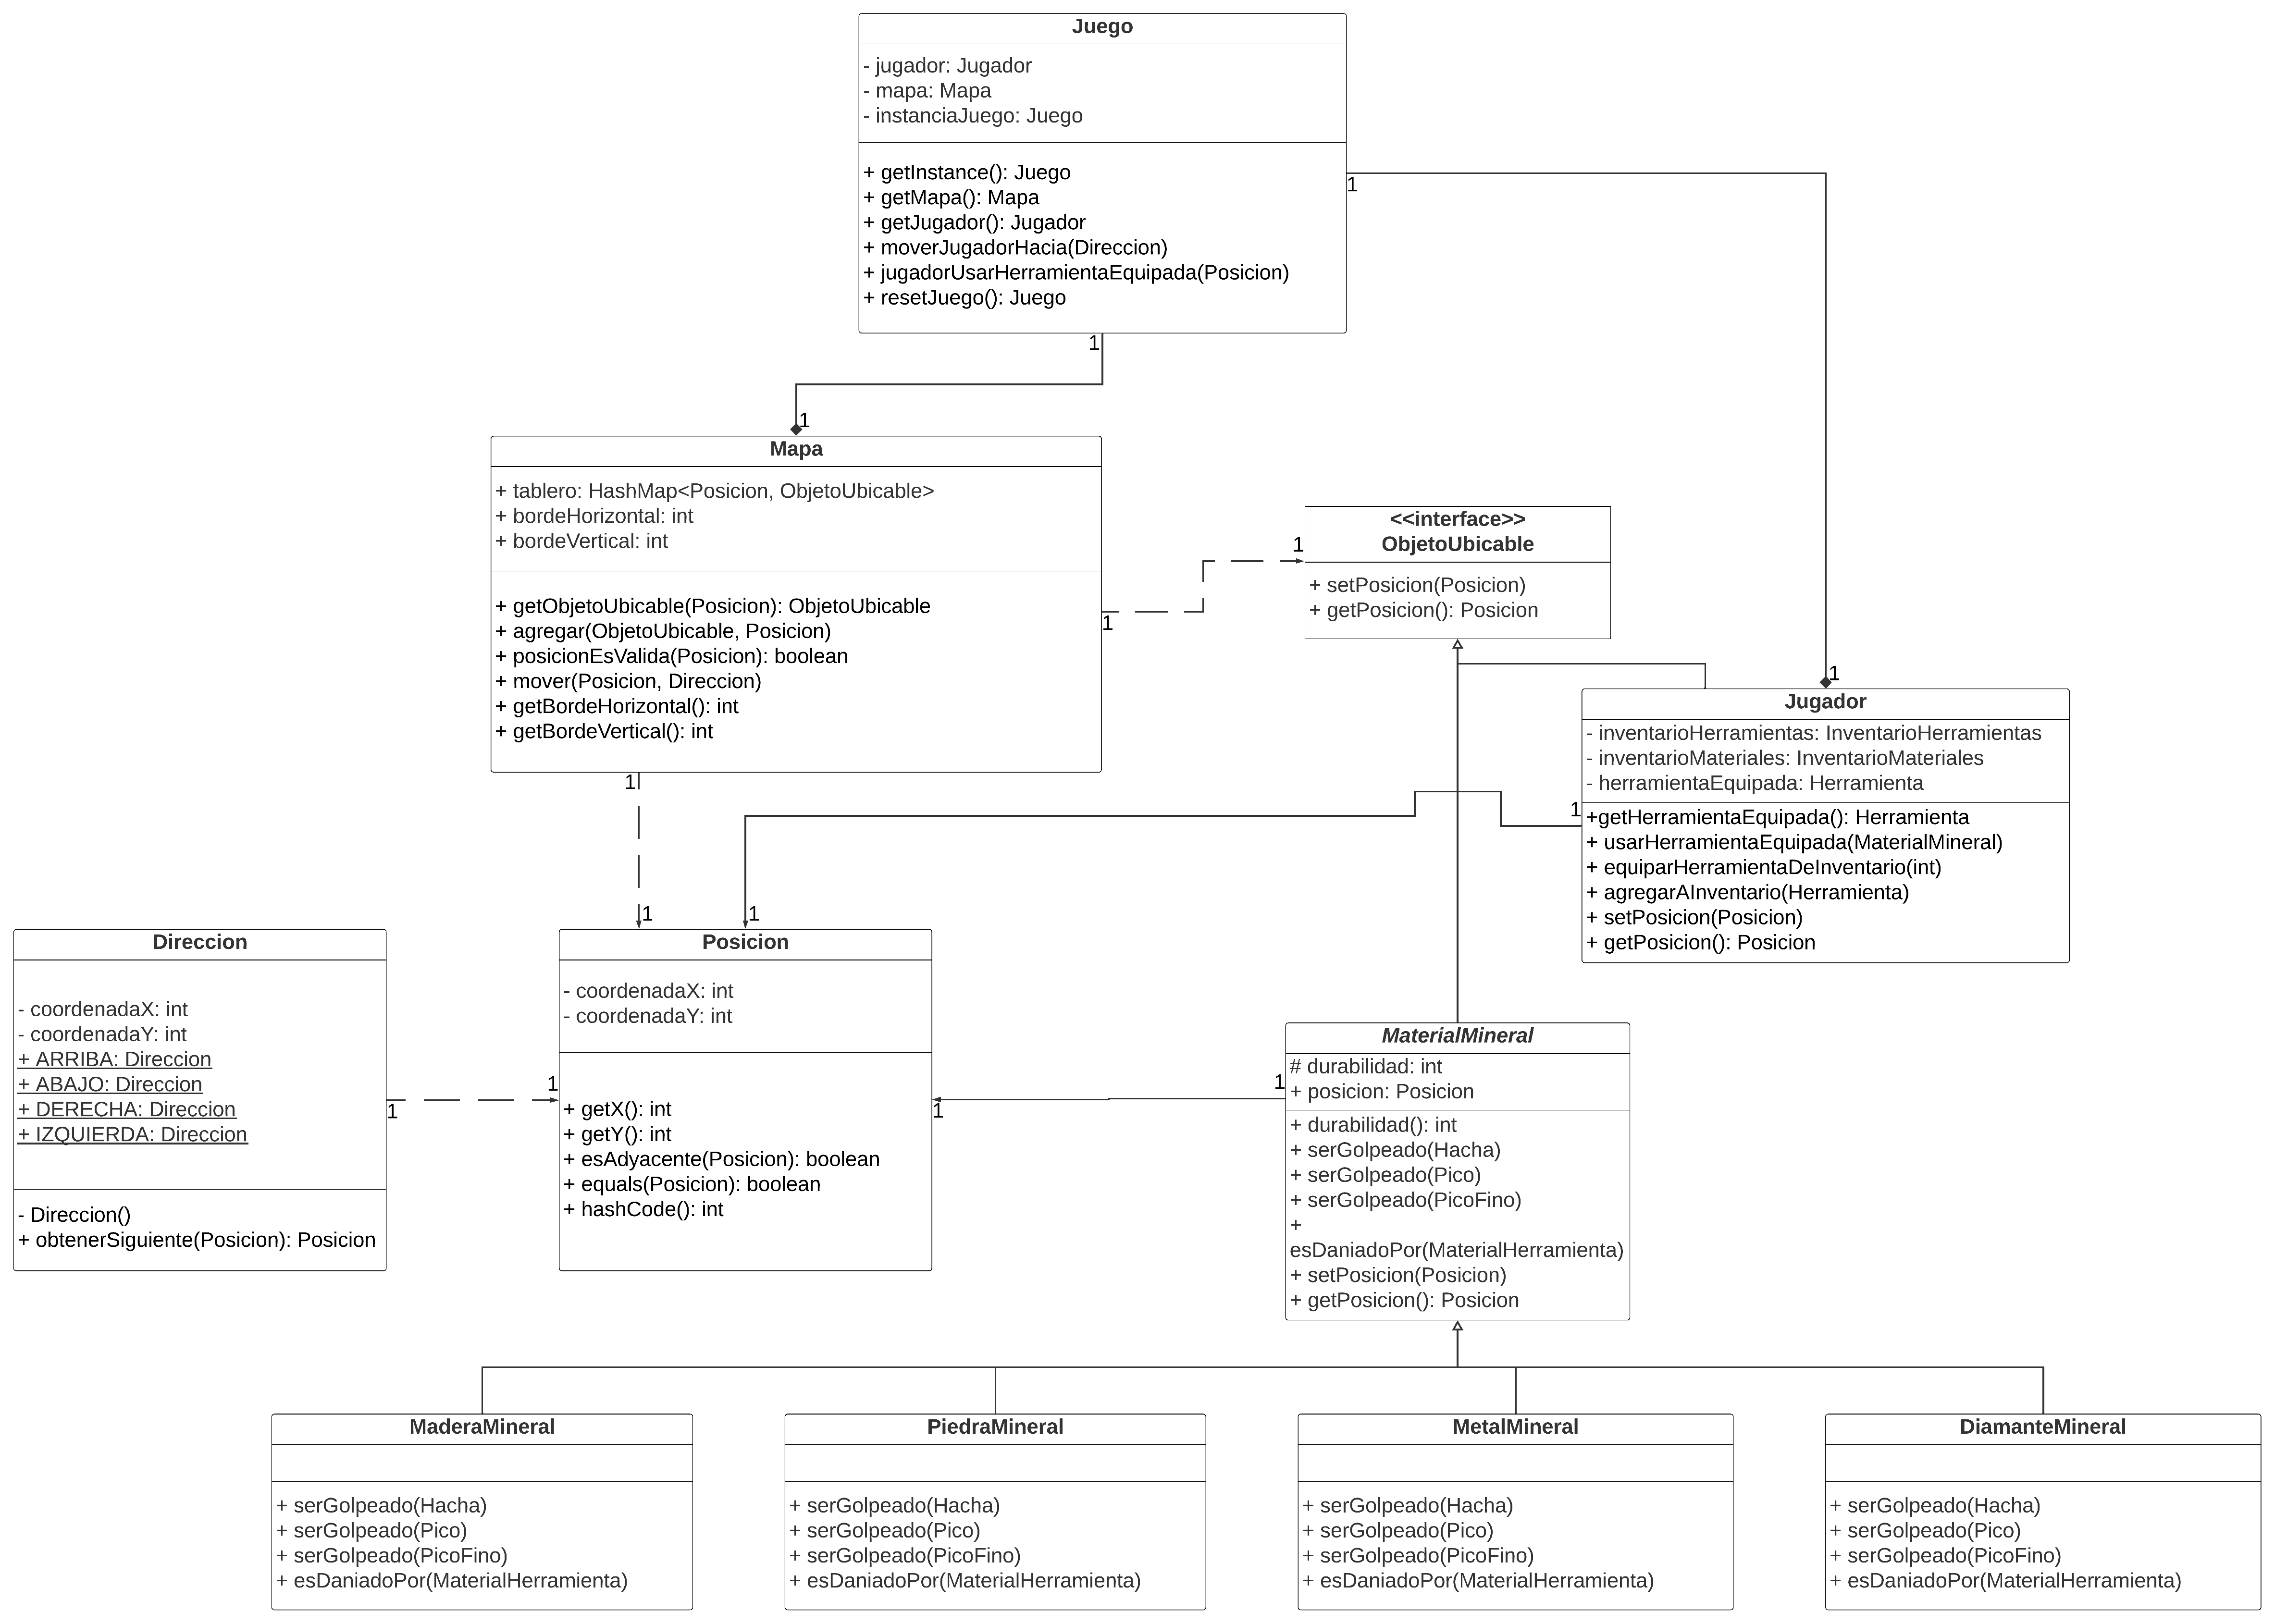 Juego
- jugador: Jugador
- mapa: Mapa
- instanciaJuego: Juego
+ getInstance(): Juego
+ getMapa(): Mapa
+ getJugador(): Jugador
+ moverJugadorHacia(Direccion)
+ jugadorUsarHerramientaEquipada(Posicion)
+ resetJuego(): Juego
1
1
1
1
Mapa
+ tablero: HashMap<Posicion, ObjetoUbicable>
+ bordeHorizontal: int
+ bordeVertical: int
+ getObjetoUbicable(Posicion): ObjetoUbicable
+ agregar(ObjetoUbicable, Posicion)
+ posicionEsValida(Posicion): boolean
+ mover(Posicion, Direccion)
+ getBordeHorizontal(): int
+ getBordeVertical(): int
1
1
<<interface>>
ObjetoUbicable
+ setPosicion(Posicion)
+ getPosicion(): Posicion
Jugador
- inventarioHerramientas: InventarioHerramientas
- inventarioMateriales: InventarioMateriales
- herramientaEquipada: Herramienta
+getHerramientaEquipada(): Herramienta
+ usarHerramientaEquipada(MaterialMineral)
+ equiparHerramientaDeInventario(int)
+ agregarAInventario(Herramienta)
+ setPosicion(Posicion)
+ getPosicion(): Posicion
1
1
1
1
Direccion
- coordenadaX: int
- coordenadaY: int
+ ARRIBA: Direccion
+ ABAJO: Direccion
+ DERECHA: Direccion
+ IZQUIERDA: Direccion
- Direccion()
+ obtenerSiguiente(Posicion): Posicion
1
1
Posicion
- coordenadaX: int
- coordenadaY: int
+ getX(): int
+ getY(): int
+ esAdyacente(Posicion): boolean
+ equals(Posicion): boolean
+ hashCode(): int
1
1
MaterialMineral
# durabilidad: int
+ posicion: Posicion
+ durabilidad(): int
+ serGolpeado(Hacha)
+ serGolpeado(Pico)
+ serGolpeado(PicoFino)
+
esDaniadoPor(MaterialHerramienta)
+ setPosicion(Posicion)
+ getPosicion(): Posicion
MaderaMineral
+ serGolpeado(Hacha)
+ serGolpeado(Pico)
+ serGolpeado(PicoFino)
+ esDaniadoPor(MaterialHerramienta)
PiedraMineral
+ serGolpeado(Hacha)
+ serGolpeado(Pico)
+ serGolpeado(PicoFino)
+ esDaniadoPor(MaterialHerramienta)
MetalMineral
+ serGolpeado(Hacha)
+ serGolpeado(Pico)
+ serGolpeado(PicoFino)
+ esDaniadoPor(MaterialHerramienta)
DiamanteMineral
+ serGolpeado(Hacha)
+ serGolpeado(Pico)
+ serGolpeado(PicoFino)
+ esDaniadoPor(MaterialHerramienta)